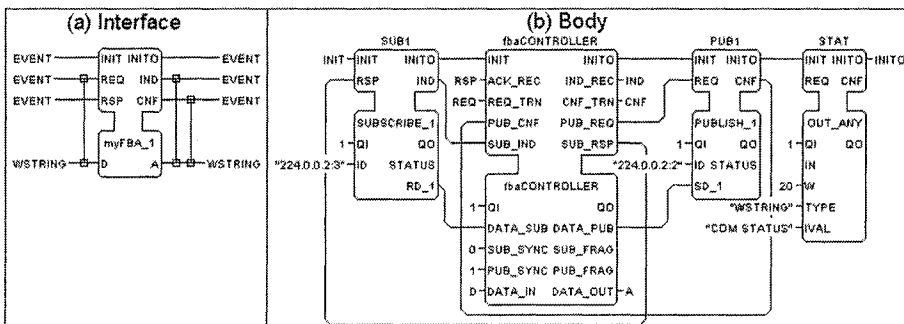 (a) Interface
EVENT INIT INITO EVENT
EVENT REQ IND EVENT
EVENT RSP CNF EVENT
myFBA_1
WSTRING D A WSTRING
(b) Body
SUB1
INIT INIT INITO
RSP IND
SUBSCRIBE_1
1 QI QO
"224.0.0.2:3" ID STATUS
RD_1
fbaCONTROLLER
INIT INITO
RSP ACK_REC IND_REC IND
REQ REQ_TRN CNF_TRN CNF
PUB_CNF PUB_REQ
SUB_IND SUB_RSP
fbaCONTROLLER
1 QI QO
DATA_SUB DATA_PUB
0 SUB_SYNC SUB_FRAG
1 PUB_SYNC PUB_FRAG
D DATA_IN DATA_OUT A
PUB1
INIT INITO
REQ CNF
PUBLISH_1
1 QI QO
"224.0.0.2:2" ID STATUS
SD_1
STAT
INIT INITO INITO
REQ CNF
OUT_ANY
1 QI QO
IN
20 W
"WSTRING" TYPE
"COM STATUS" IVAL